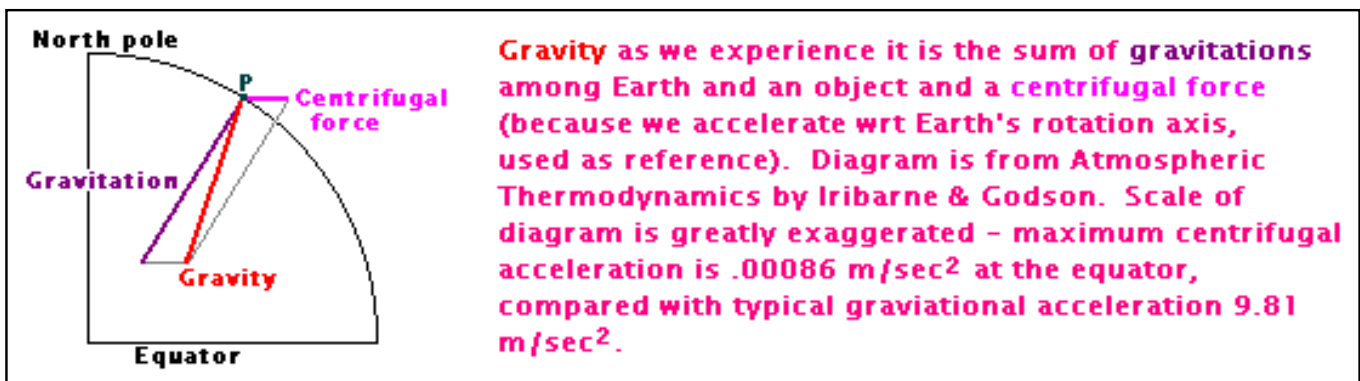 North pole
P
Centrifugal
force
Gravitation
Gravity
Equator
Gravity as we experience it is the sum of gravitations
among Earth and an object and a centrifugal force
(because we accelerate wrt Earth's rotation axis,
used as reference). Diagram is from Atmospheric
Thermodynamics by Iribarne & Godson. Scale of
diagram is greatly exaggerated - maximum centrifugal
acceleration is .00086 m/sec² at the equator,
compared with typical graviational acceleration 9.81
m/sec².